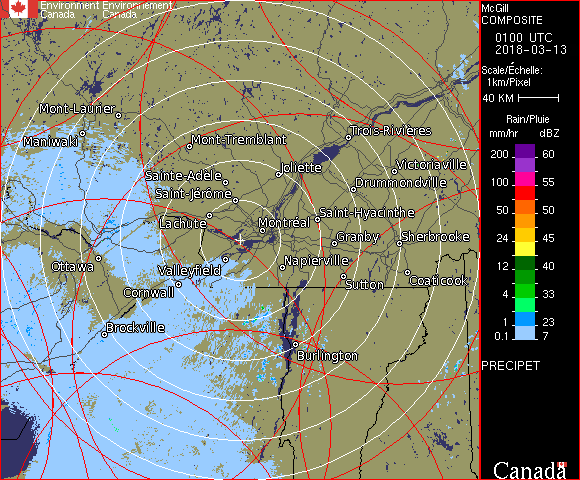 Environment Environnement
Canada Canada
McGill
COMPOSITE
0100 UTC
2018-03-13
Scale/Échelle:
1km/Pixel
40 KM
Rain/Pluie
mm/hr dBZ
200 60
100 55
50 50
24 45
12 40
4 33
1 23
0.1 7
PRECIPET
Canada
Mont-Laurier
Maniwaki
Mont-Tremblant
Trois-Rivières
Joliette
Victoriaville
Sainte-Adèle
Drummondville
Saint-Jérôme
Saint-Hyacinthe
Lachute
Montréal
Granby
Sherbrooke
Ottawa
Valleyfield
Napierville
Sutton
Coaticook
Cornwall
Brockville
Burlington